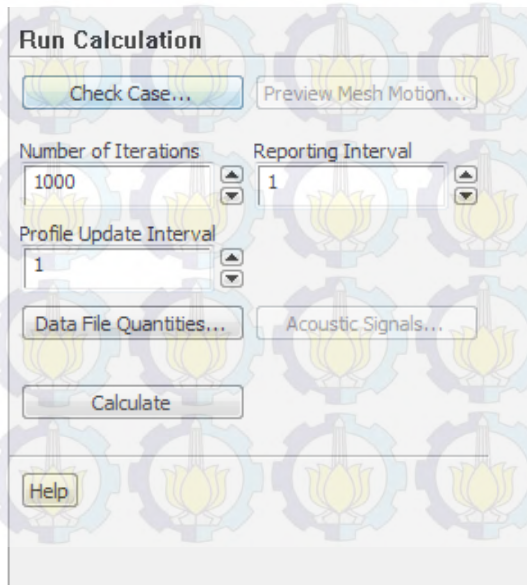 Run Calculation
Check Case... Preview Mesh Motion...
Number of Iterations Reporting Interval
1000 1
Profile Update Interval
1
Data File Quantities... Acoustic Signals...
Calculate
Help